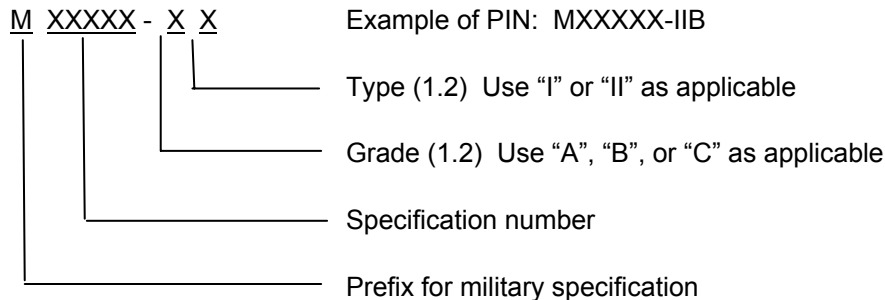 M XXXXX - X X Example of PIN: MXXXXX-IIB
Type (1.2) Use “I” or “II” as applicable
Grade (1.2) Use “A”, “B”, or “C” as applicable
Specification number
Prefix for military specification